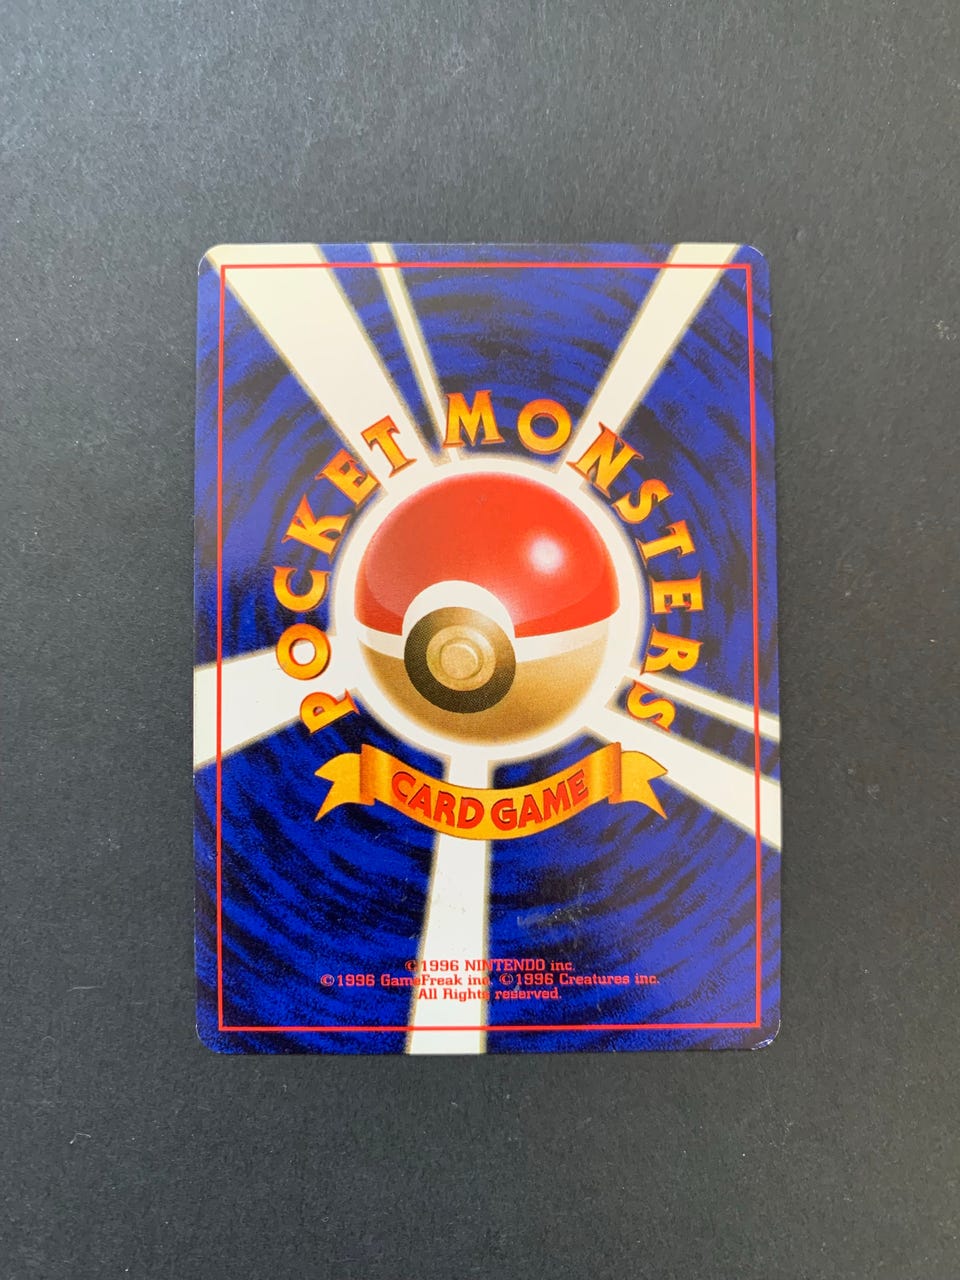 POCKET MONSTERS
CARD GAME
©1996 NINTENDO inc.
©1996 GameFreak inc. ©1996 Creatures inc.
All Rights reserved.